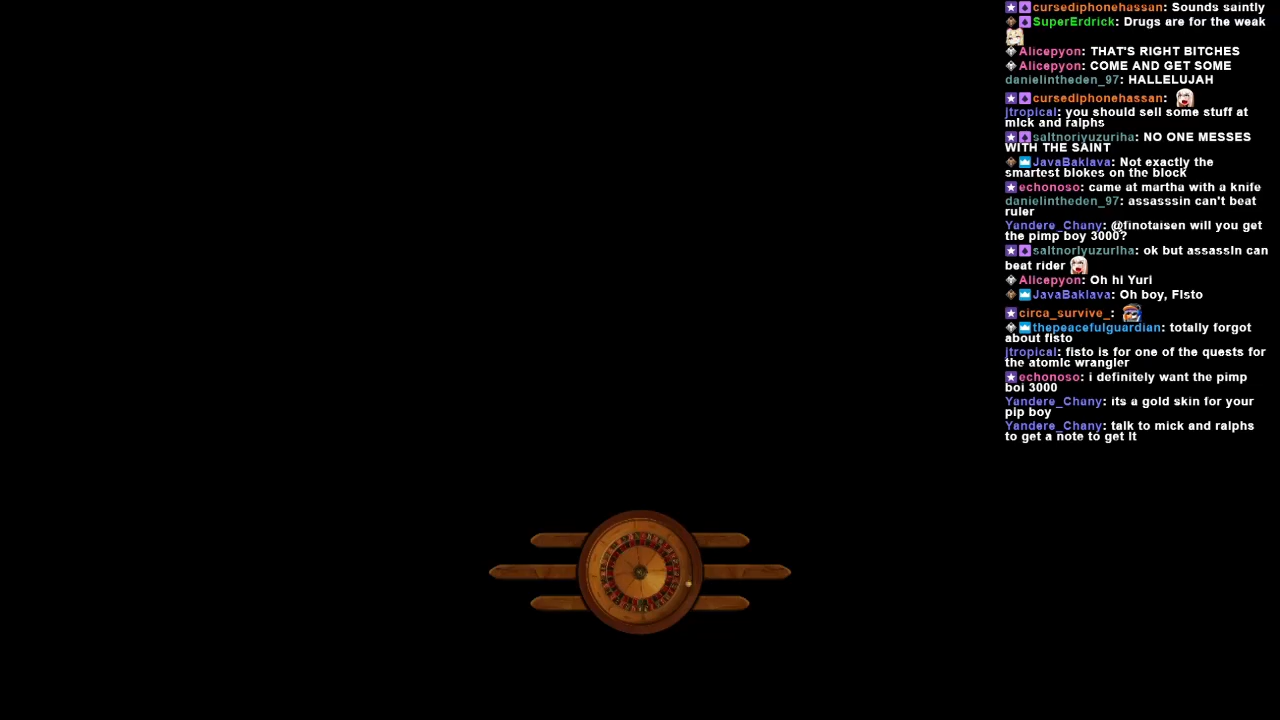 cursediphonehassan: Sounds saintly
SuperErdrick: Drugs are for the weak
Alicepyon: THAT'S RIGHT BITCHES
Alicepyon: COME AND GET SOME
danielintheden_97: HALLELUJAH
cursediphonehassan:
jtropical: you should sell some stuff at
mick and ralphs
saltnoriyuzuriha: NO ONE MESSES
WITH THE SAINT
JavaBaklava: Not exactly the
smartest blokes on the block
echonoso: came at martha with a knife
danielintheden_97: assasssin can't beat
ruler
Yandere_Chany: @finotaisen will you get
the pimp boy 3000?
saltnoriyuzuriha: ok but assassin can
beat rider
Alicepyon: Oh hi Yuri
JavaBaklava: Oh boy, Fisto
circa_survive_:
thepeacefulguardian: totally forgot
about fisto
jtropical: fisto is for one of the quests for
the atomic wrangler
echonoso: i definitely want the pimp
boi 3000
Yandere_Chany: its a gold skin for your
pip boy
Yandere_Chany: talk to mick and ralphs
to get a note to get it